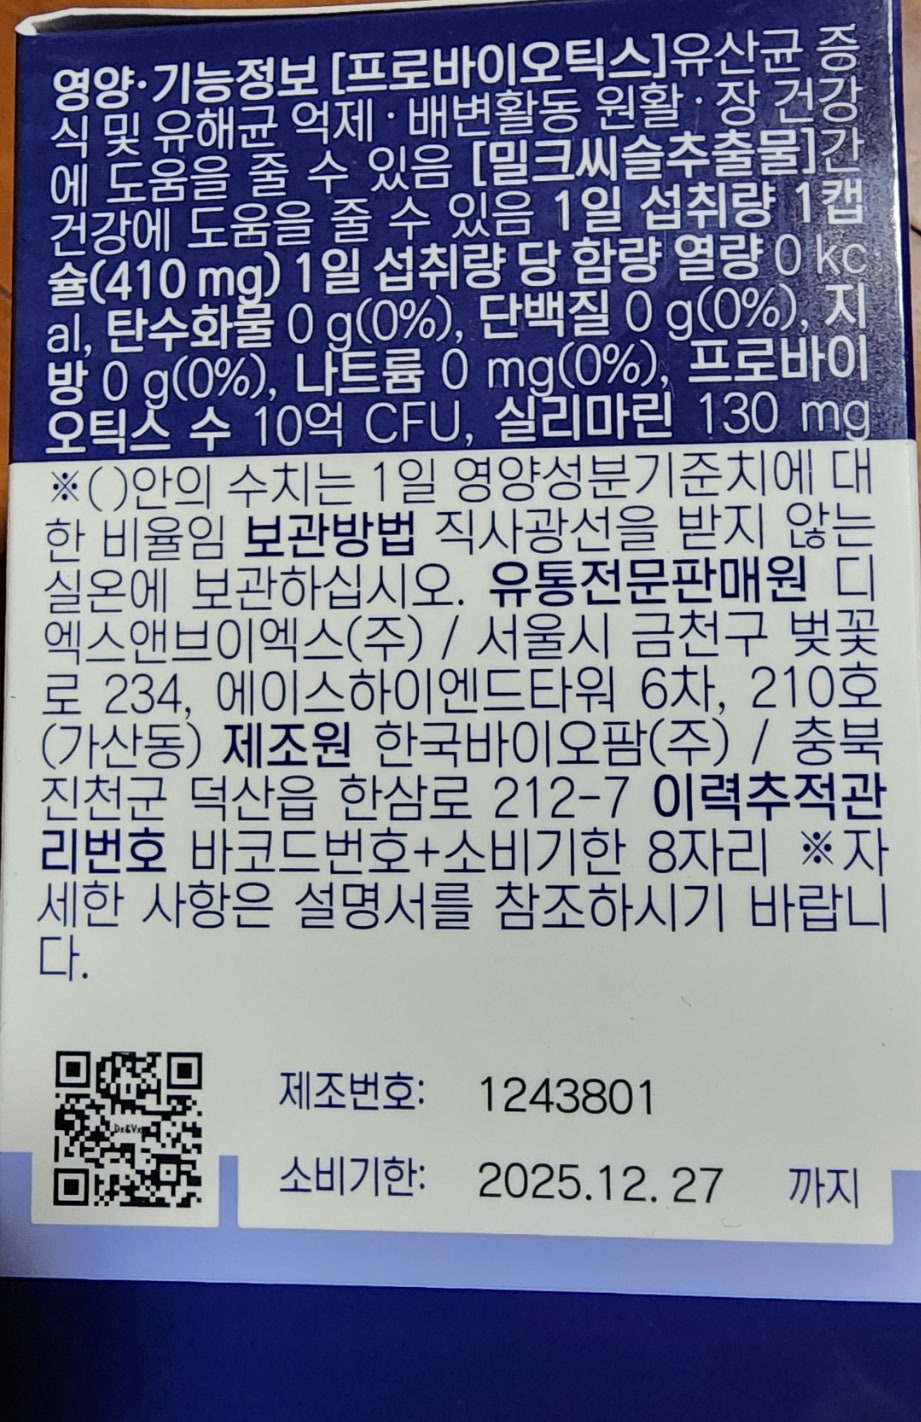 영양·기능정보 [프로바이오틱스]유산균 증
식 및 유해균 억제·배변활동 원활·장 건강
에 도움을 줄 수 있음 [밀크씨슬추출물]간
건강에 도움을 줄 수 있음 1일 섭취량 1캡
슐(410 mg) 1일 섭취량 당 함량 열량 0 kc
al, 탄수화물 0 g(0%), 단백질 0 g(0%), 지
방 0 g(0%), 나트륨 0 mg(0%), 프로바이
오틱스 수 10억 CFU, 실리마린 130 mg
※( )안의 수치는 1일 영양성분기준치에 대
한 비율임 보관방법 직사광선을 받지 않는
실온에 보관하십시오. 유통전문판매원 디
엑스앤브이엑스(주) / 서울시 금천구 벚꽃
로 234, 에이스하이엔드타워 6차, 210호
(가산동) 제조원 한국바이오팜(주) / 충북
진천군 덕산읍 한삼로 212-7 이력추적관
리번호 바코드번호+소비기한 8자리 ※자
세한 사항은 설명서를 참조하시기 바랍니
다.
Dx&Vx
제조번호: 1243801
소비기한: 2025.12.27 까지